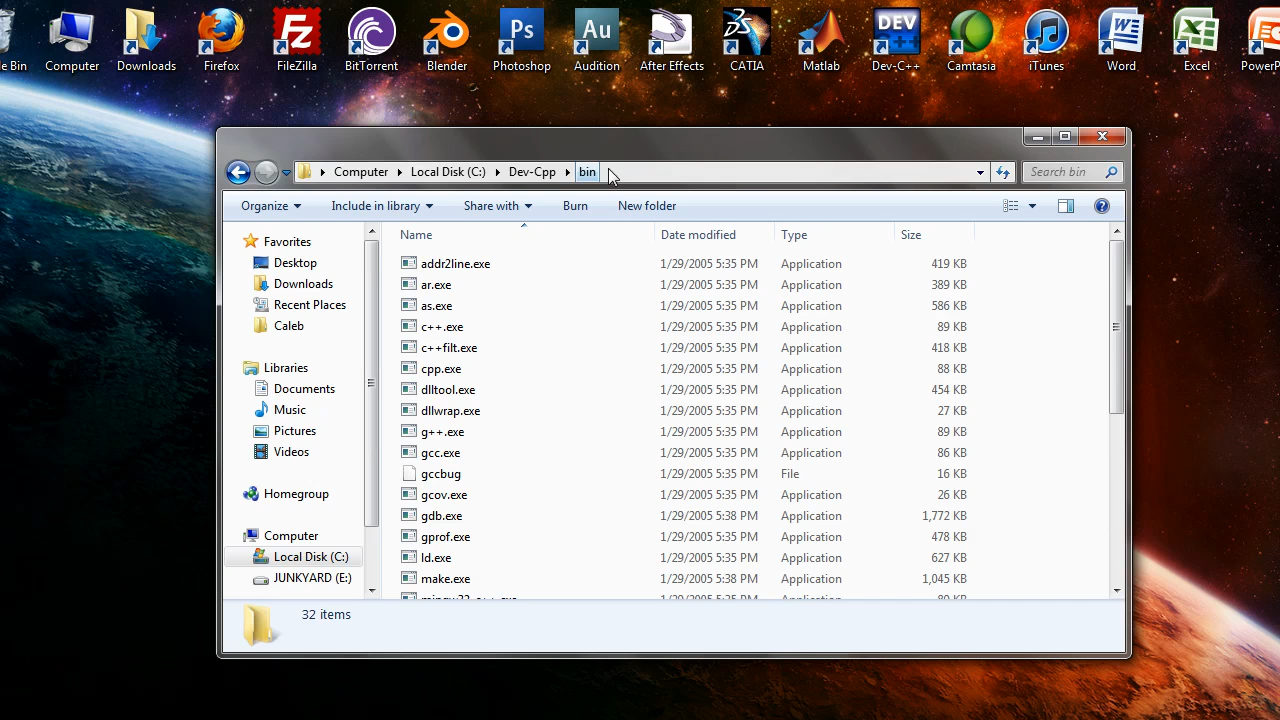 e Bin Computer Downloads Firefox FileZilla BitTorrent Blender Photoshop Audition After Effects CATIA Matlab Dev-C++ Camtasia iTunes Word Excel PowerP
Fz Ps Au DEV C++
Computer Local Disk (C:) Dev-Cpp bin Search bin
Organize Include in library Share with Burn New folder
Name Date modified Type Size
addr2line.exe 1/29/2005 5:35 PM Application 419 KB
ar.exe 1/29/2005 5:35 PM Application 389 KB
as.exe 1/29/2005 5:35 PM Application 586 KB
c++.exe 1/29/2005 5:35 PM Application 89 KB
c++filt.exe 1/29/2005 5:35 PM Application 418 KB
cpp.exe 1/29/2005 5:35 PM Application 88 KB
dlltool.exe 1/29/2005 5:35 PM Application 454 KB
dllwrap.exe 1/29/2005 5:35 PM Application 27 KB
g++.exe 1/29/2005 5:35 PM Application 89 KB
gcc.exe 1/29/2005 5:35 PM Application 86 KB
gccbug 1/29/2005 5:35 PM File 16 KB
gcov.exe 1/29/2005 5:35 PM Application 26 KB
gdb.exe 1/29/2005 5:38 PM Application 1,772 KB
gprof.exe 1/29/2005 5:35 PM Application 478 KB
ld.exe 1/29/2005 5:35 PM Application 627 KB
make.exe 1/29/2005 5:38 PM Application 1,045 KB
Favorites
Desktop
Downloads
Recent Places
Caleb
Libraries
Documents
Music
Pictures
Videos
Homegroup
Computer
Local Disk (C:)
JUNKYARD (E:)
32 items